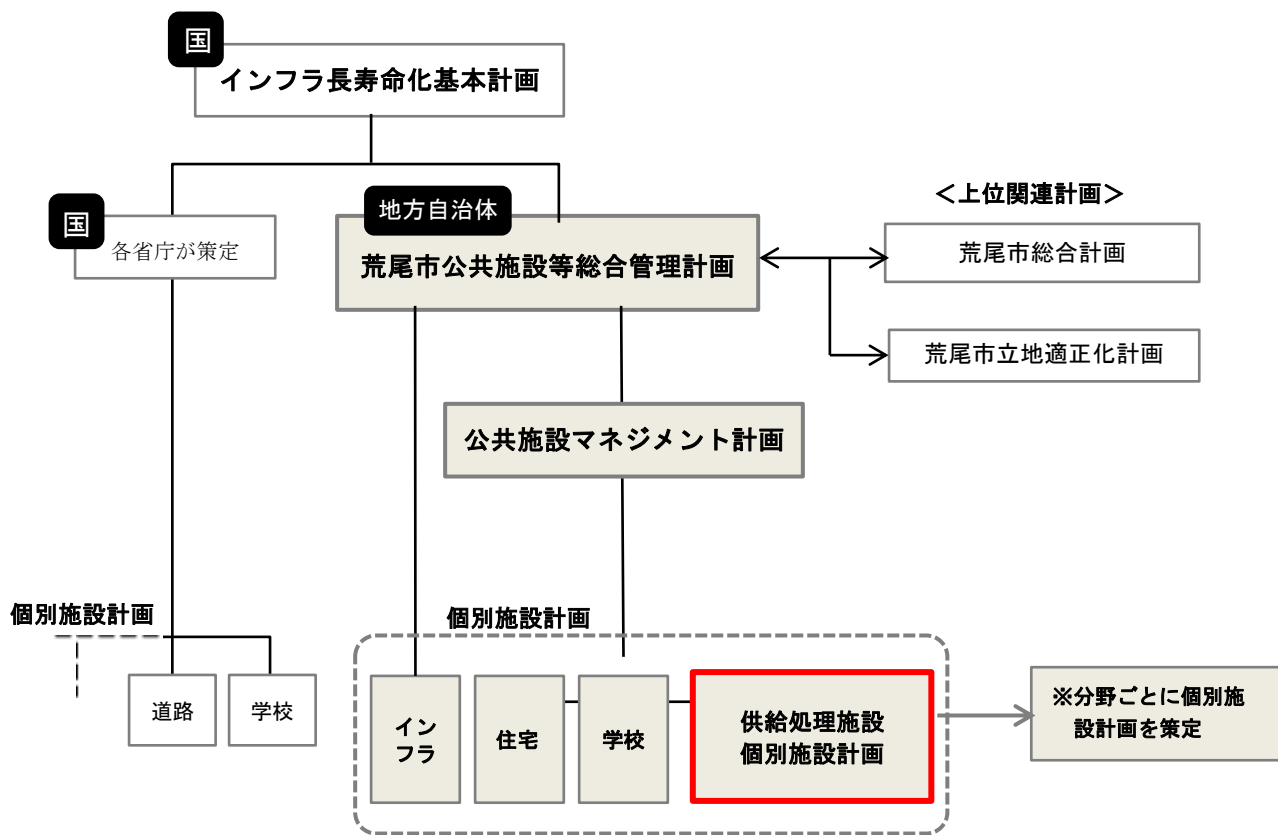 国
インフラ長寿命化基本計画
国
各省庁が策定
地方自治体
荒尾市公共施設等総合管理計画
＜上位関連計画＞
荒尾市総合計画
荒尾市立地適正化計画
公共施設マネジメント計画
個別施設計画
道路
学校
個別施設計画
イン
フラ
住宅
学校
供給処理施設
個別施設計画
※分野ごとに個別施
設計画を策定